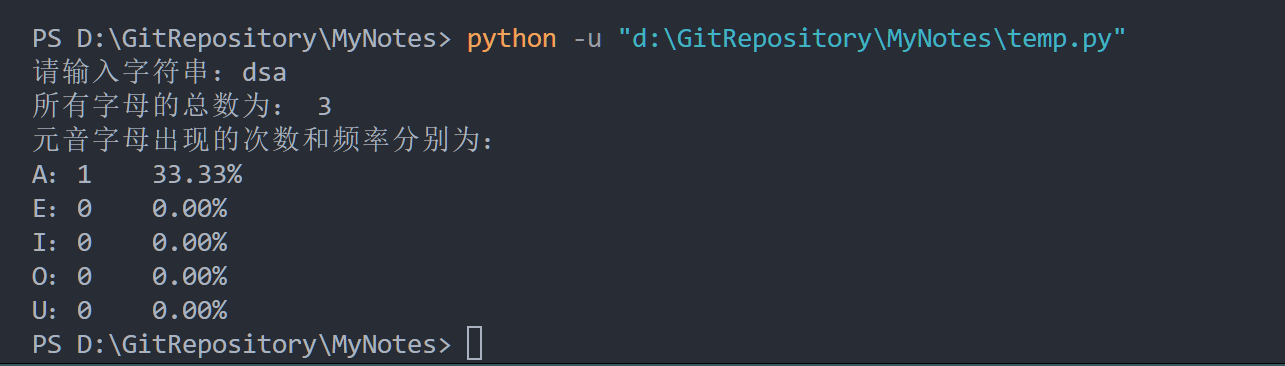 PS D:\GitRepository\MyNotes> python -u "d:\GitRepository\MyNotes\temp.py"
请输入字符串：dsa
所有字母的总数为： 3
元音字母出现的次数和频率分别为：
A：1    33.33%
E：0    0.00%
I：0    0.00%
O：0    0.00%
U：0    0.00%
PS D:\GitRepository\MyNotes>